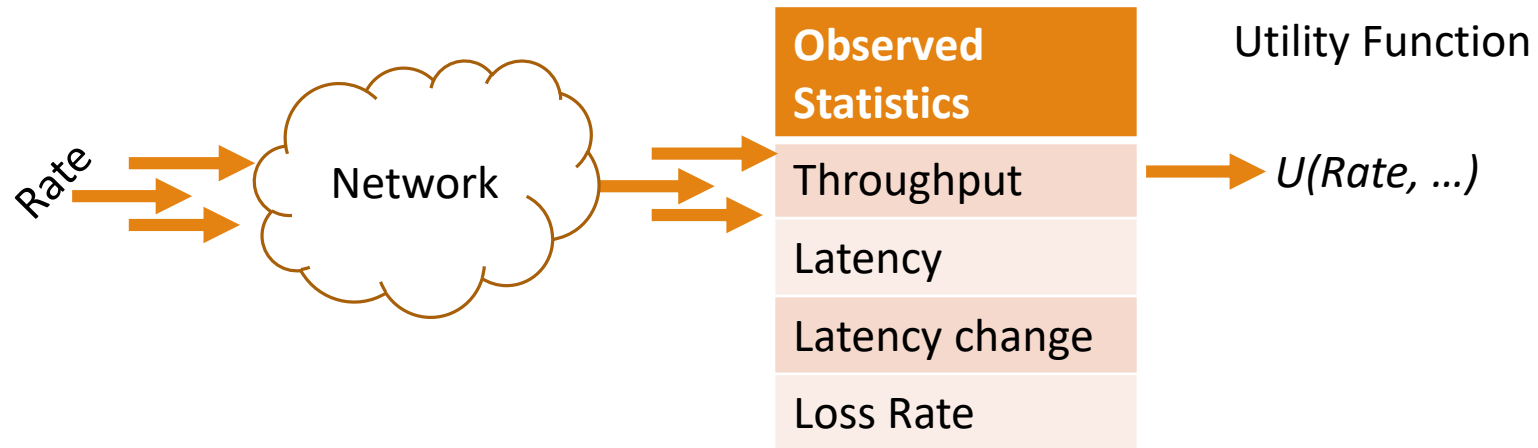 Rate
Network
Observed
Statistics
Throughput
Latency
Latency change
Loss Rate
Utility Function
U(Rate, …)